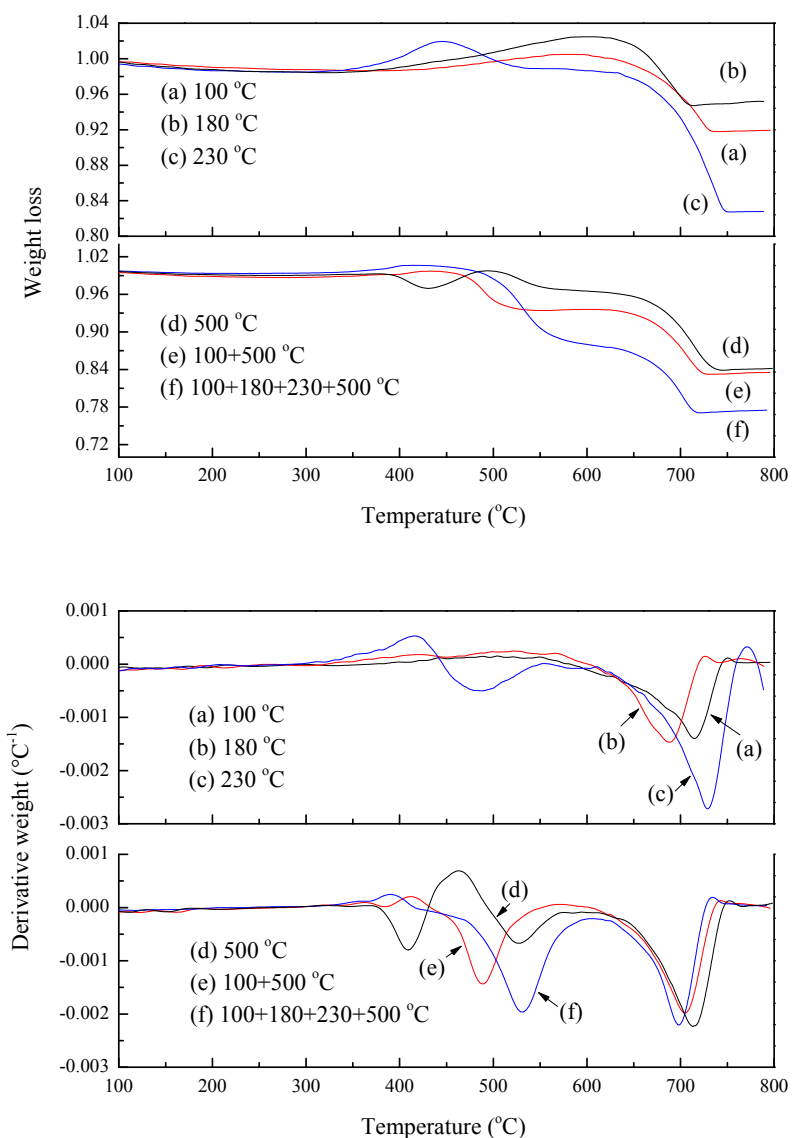 1.04
1.00
0.96
0.92
0.88
0.84
0.80
(a) 100 °C
(b) 180 °C
(c) 230 °C
(b)
(a)
(c)
Weight loss
1.02
0.96
0.90
0.84
0.78
0.72
(d) 500 °C
(e) 100+500 °C
(f) 100+180+230+500 °C
(d)
(e)
(f)
100 200 300 400 500 600 700 800
Temperature (°C)
0.001
0.000
-0.001
-0.002
-0.003
(a) 100 °C
(b) 180 °C
(c) 230 °C
(b)
(a)
(c)
Derivative weight (°C-1)
0.001
0.000
-0.001
-0.002
-0.003
(d) 500 °C
(e) 100+500 °C
(f) 100+180+230+500 °C
(d)
(e)
(f)
100 200 300 400 500 600 700 800
Temperature (°C)